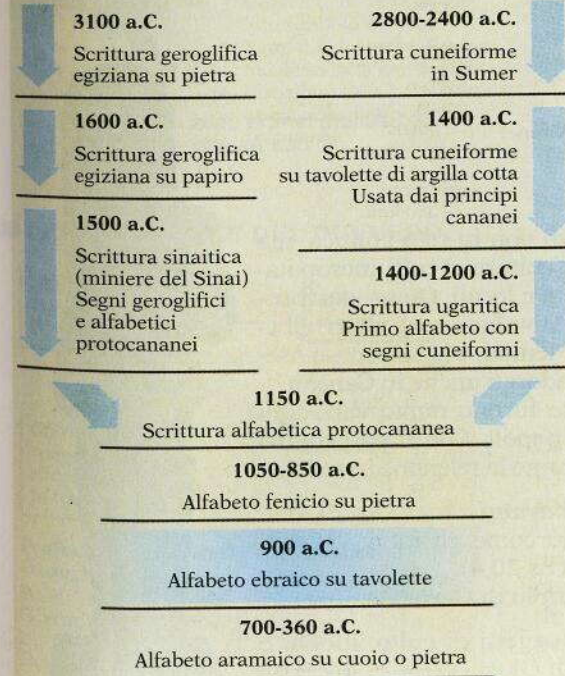 3100 a.C.
Scrittura geroglifica
egiziana su pietra
1600 a.C.
Scrittura geroglifica
egiziana su papiro
1500 a.C.
Scrittura sinaitica
(miniere del Sinai)
Segni geroglifici
e alfabetici
protocananei
2800-2400 a.C.
Scrittura cuneiforme
in Sumer
1400 a.C.
Scrittura cuneiforme
su tavolette di argilla cotta
Usata dai principi
cananei
1400-1200 a.C.
Scrittura ugaritica
Primo alfabeto con
segni cuneiformi
1150 a.C.
Scrittura alfabetica protocananea
1050-850 a.C.
Alfabeto fenicio su pietra
900 a.C.
Alfabeto ebraico su tavolette
700-360 a.C.
Alfabeto aramaico su cuoio o pietra